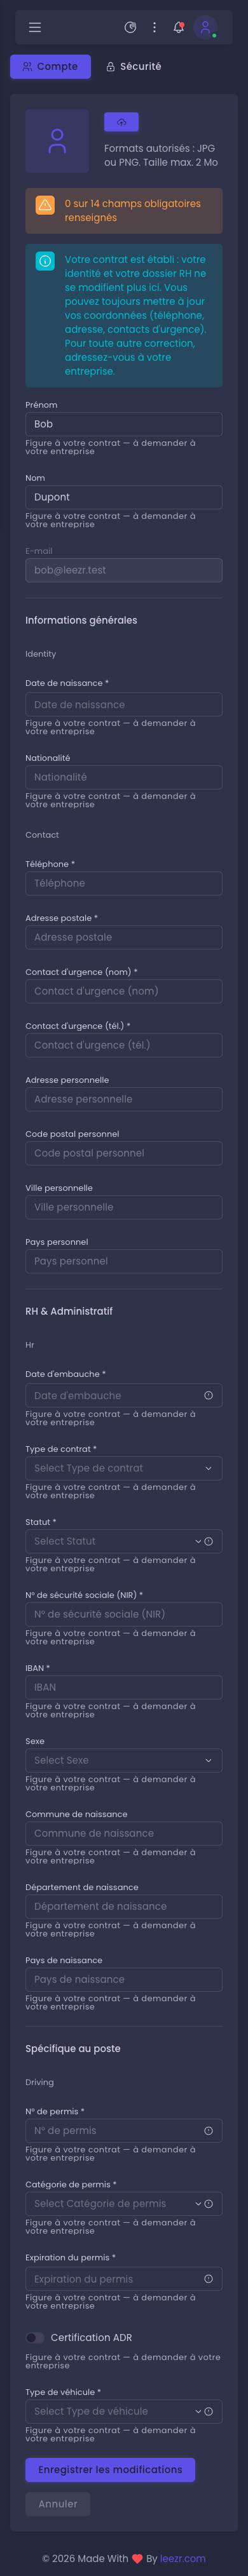 Compte
Sécurité
Formats autorisés : JPG
ou PNG. Taille max. 2 Mo
0 sur 14 champs obligatoires
renseignés
Votre contrat est établi : votre
identité et votre dossier RH ne
se modifient plus ici. Vous
pouvez toujours mettre à jour
vos coordonnées (téléphone,
adresse, contacts d'urgence).
Pour toute autre correction,
adressez-vous à votre
entreprise.
Prénom
Bob
Figure à votre contrat — à demander à
votre entreprise
Nom
Dupont
Figure à votre contrat — à demander à
votre entreprise
E-mail
bob@leezr.test
Informations générales
Identity
Date de naissance *
Date de naissance
Figure à votre contrat — à demander à
votre entreprise
Nationalité
Nationalité
Figure à votre contrat — à demander à
votre entreprise
Contact
Téléphone *
Téléphone
Adresse postale *
Adresse postale
Contact d'urgence (nom) *
Contact d'urgence (nom)
Contact d'urgence (tél.) *
Contact d'urgence (tél.)
Adresse personnelle
Adresse personnelle
Code postal personnel
Code postal personnel
Ville personnelle
Ville personnelle
Pays personnel
Pays personnel
RH & Administratif
Hr
Date d'embauche *
Date d'embauche
Figure à votre contrat — à demander à
votre entreprise
Type de contrat *
Select Type de contrat
Figure à votre contrat — à demander à
votre entreprise
Statut *
Select Statut
Figure à votre contrat — à demander à
votre entreprise
N° de sécurité sociale (NIR) *
N° de sécurité sociale (NIR)
Figure à votre contrat — à demander à
votre entreprise
IBAN *
IBAN
Figure à votre contrat — à demander à
votre entreprise
Sexe
Select Sexe
Figure à votre contrat — à demander à
votre entreprise
Commune de naissance
Commune de naissance
Figure à votre contrat — à demander à
votre entreprise
Département de naissance
Département de naissance
Figure à votre contrat — à demander à
votre entreprise
Pays de naissance
Pays de naissance
Figure à votre contrat — à demander à
votre entreprise
Spécifique au poste
Driving
N° de permis *
N° de permis
Figure à votre contrat — à demander à
votre entreprise
Catégorie de permis *
Select Catégorie de permis
Figure à votre contrat — à demander à
votre entreprise
Expiration du permis *
Expiration du permis
Figure à votre contrat — à demander à
votre entreprise
Certification ADR
Figure à votre contrat — à demander à votre
entreprise
Type de véhicule *
Select Type de véhicule
Figure à votre contrat — à demander à
votre entreprise
Enregistrer les modifications
Annuler
© 2026 Made With By leezr.com